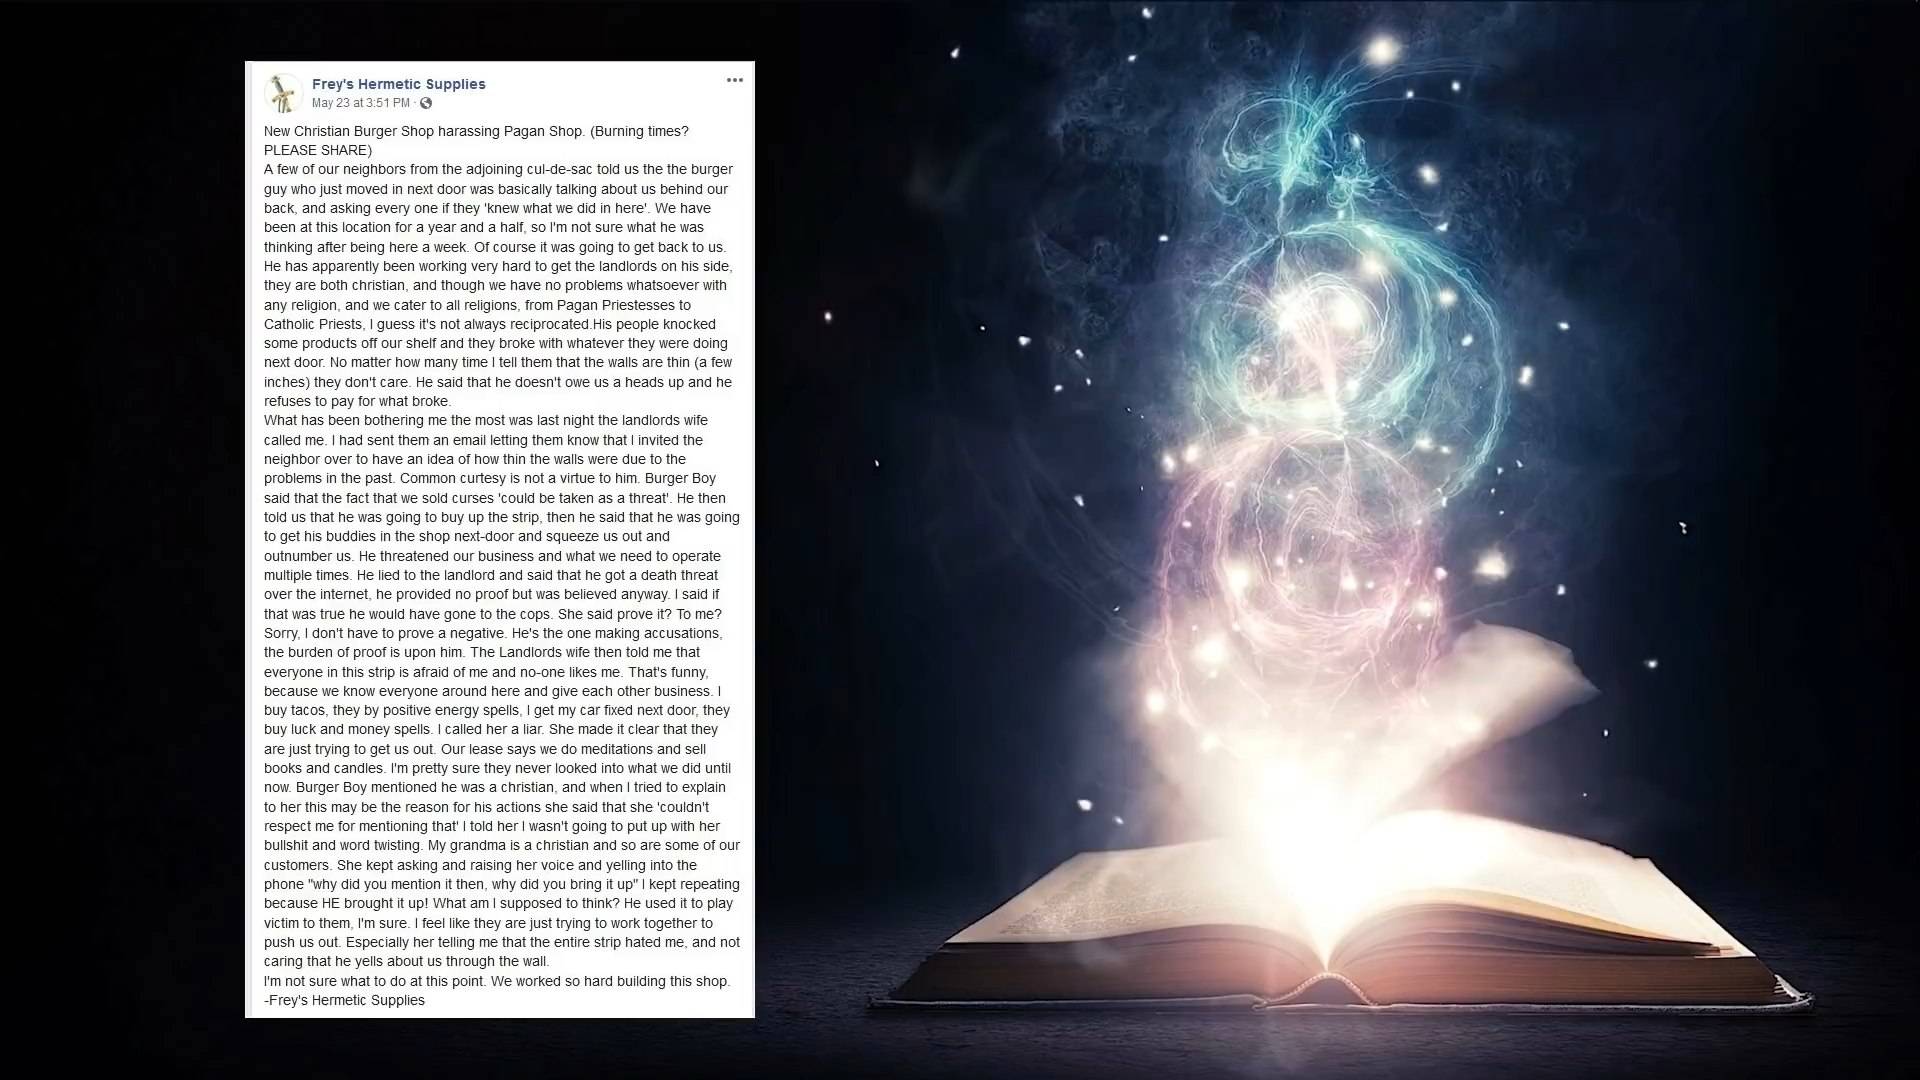 Frey's Hermetic Supplies
May 23 at 3:51 PM ·
New Christian Burger Shop harassing Pagan Shop. (Burning times?
PLEASE SHARE)
A few of our neighbors from the adjoining cul-de-sac told us the the burger
guy who just moved in next door was basically talking about us behind our
back, and asking every one if they 'knew what we did in here'. We have
been at this location for a year and a half, so I'm not sure what he was
thinking after being here a week. Of course it was going to get back to us.
He has apparently been working very hard to get the landlords on his side,
they are both christian, and though we have no problems whatsoever with
any religion, and we cater to all religions, from Pagan Priestesses to
Catholic Priests, I guess it's not always reciprocated.His people knocked
some products off our shelf and they broke with whatever they were doing
next door. No matter how many time I tell them that the walls are thin (a few
inches) they don't care. He said that he doesn't owe us a heads up and he
refuses to pay for what broke.
What has been bothering me the most was last night the landlords wife
called me. I had sent them an email letting them know that I invited the
neighbor over to have an idea of how thin the walls were due to the
problems in the past. Common curtesy is not a virtue to him. Burger Boy
said that the fact that we sold curses 'could be taken as a threat'. He then
told us that he was going to buy up the strip, then he said that he was going
to get his buddies in the shop next-door and squeeze us out and
outnumber us. He threatened our business and what we need to operate
multiple times. He lied to the landlord and said that he got a death threat
over the internet, he provided no proof but was believed anyway. I said if
that was true he would have gone to the cops. She said prove it? To me?
Sorry, I don't have to prove a negative. He's the one making accusations,
the burden of proof is upon him. The Landlords wife then told me that
everyone in this strip is afraid of me and no-one likes me. That's funny,
because we know everyone around here and give each other business. I
buy tacos, they by positive energy spells, I get my car fixed next door, they
buy luck and money spells. I called her a liar. She made it clear that they
are just trying to get us out. Our lease says we do meditations and sell
books and candles. I'm pretty sure they never looked into what we did until
now. Burger Boy mentioned he was a christian, and when I tried to explain
to her this may be the reason for his actions she said that she 'couldn't
respect me for mentioning that' I told her I wasn't going to put up with her
bullshit and word twisting. My grandma is a christian and so are some of our
customers. She kept asking and raising her voice and yelling into the
phone "why did you mention it then, why did you bring it up" I kept repeating
because HE brought it up! What am I supposed to think? He used it to play
victim to them, I'm sure. I feel like they are just trying to work together to
push us out. Especially her telling me that the entire strip hated me, and not
caring that he yells about us through the wall.
I'm not sure what to do at this point. We worked so hard building this shop.
-Frey's Hermetic Supplies